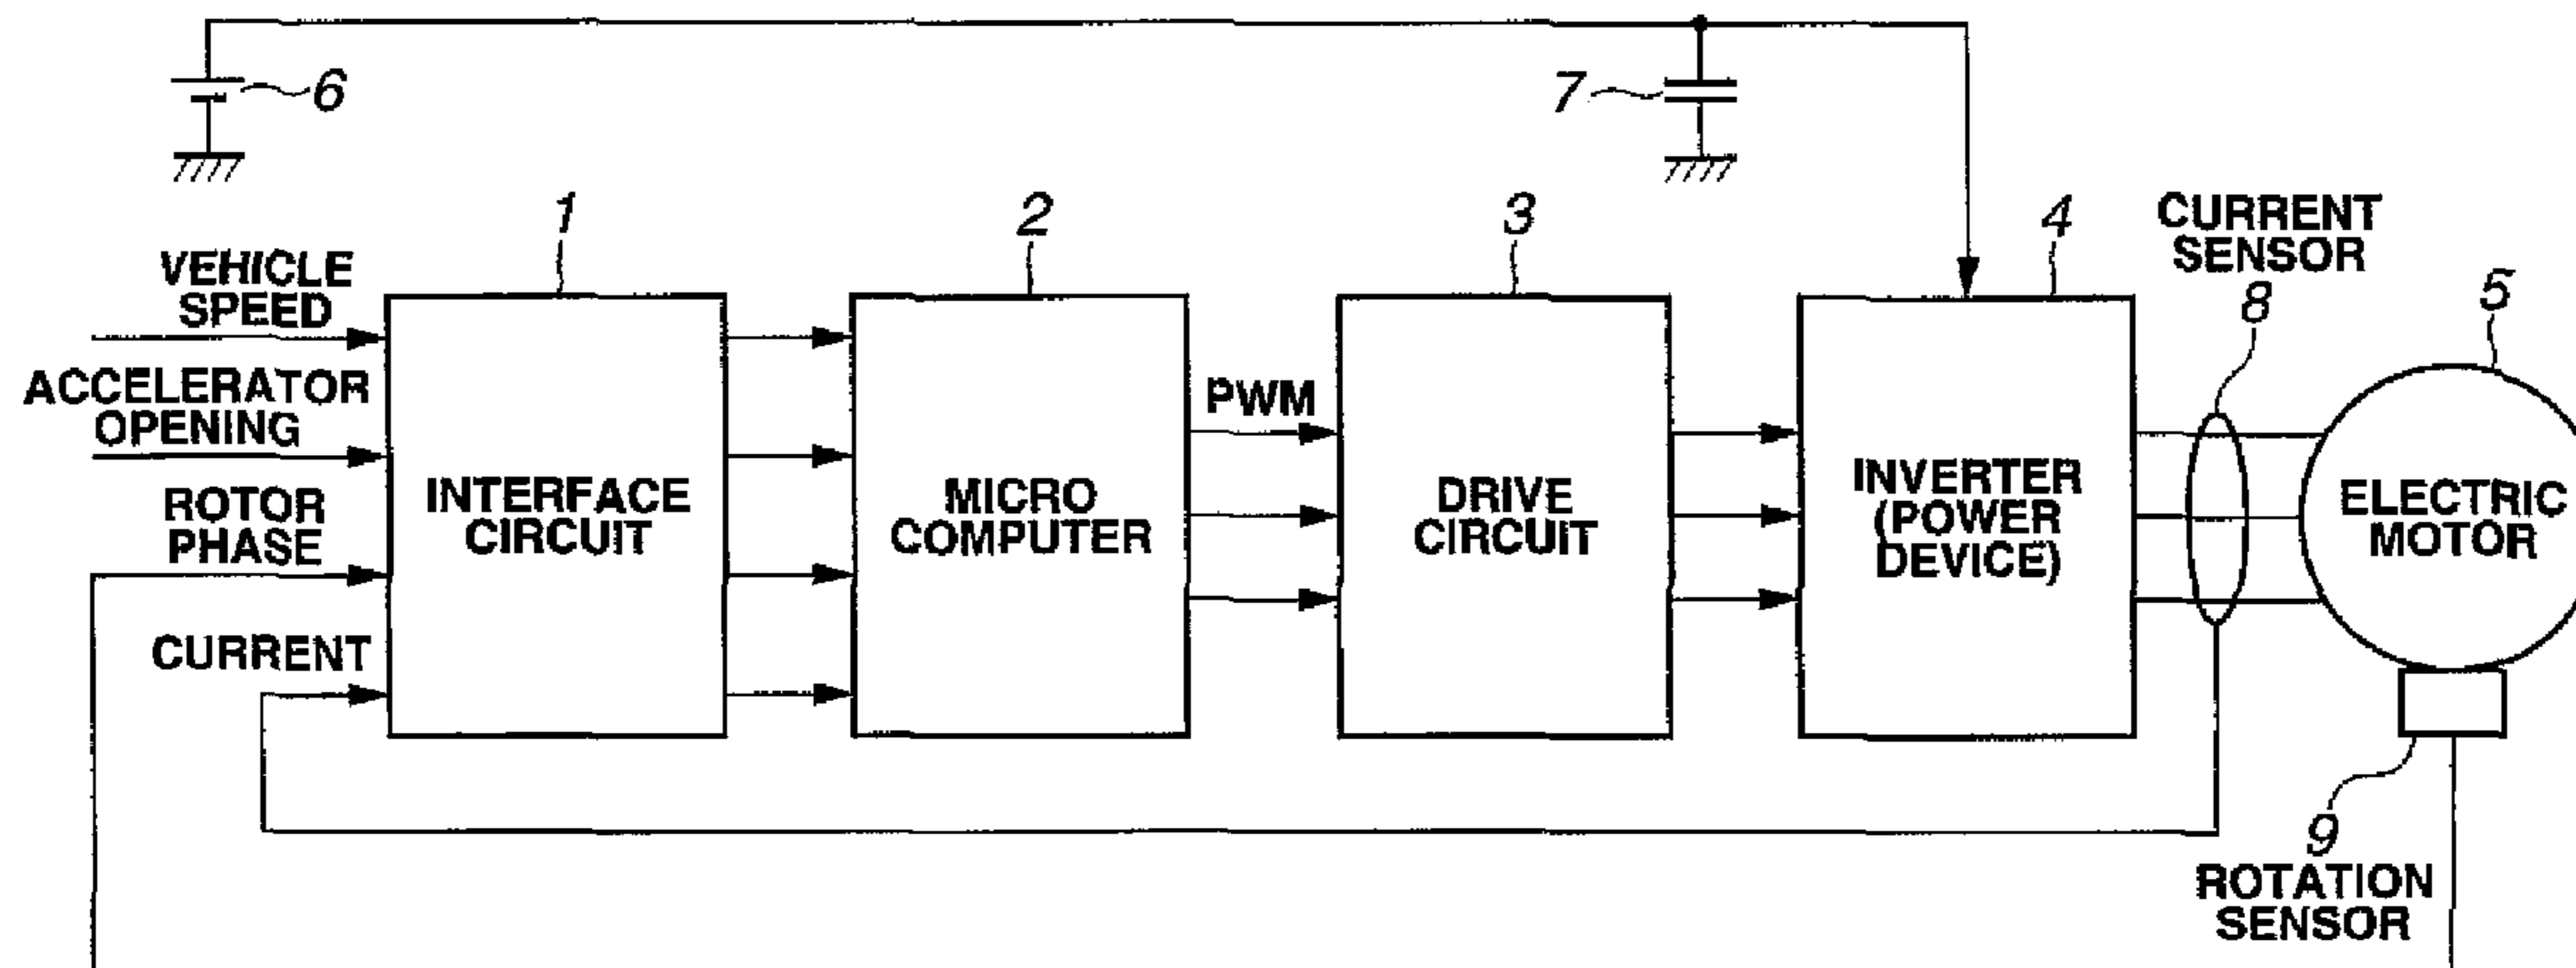 6
7
1
2
3
4
CURRENT
SENSOR
8
5
VEHICLE
SPEED
ACCELERATOR
OPENING
ROTOR
PHASE
CURRENT
INTERFACE
CIRCUIT
MICRO
COMPUTER
PWM
DRIVE
CIRCUIT
INVERTER
(POWER
DEVICE)
ELECTRIC
MOTOR
9
ROTATION
SENSOR